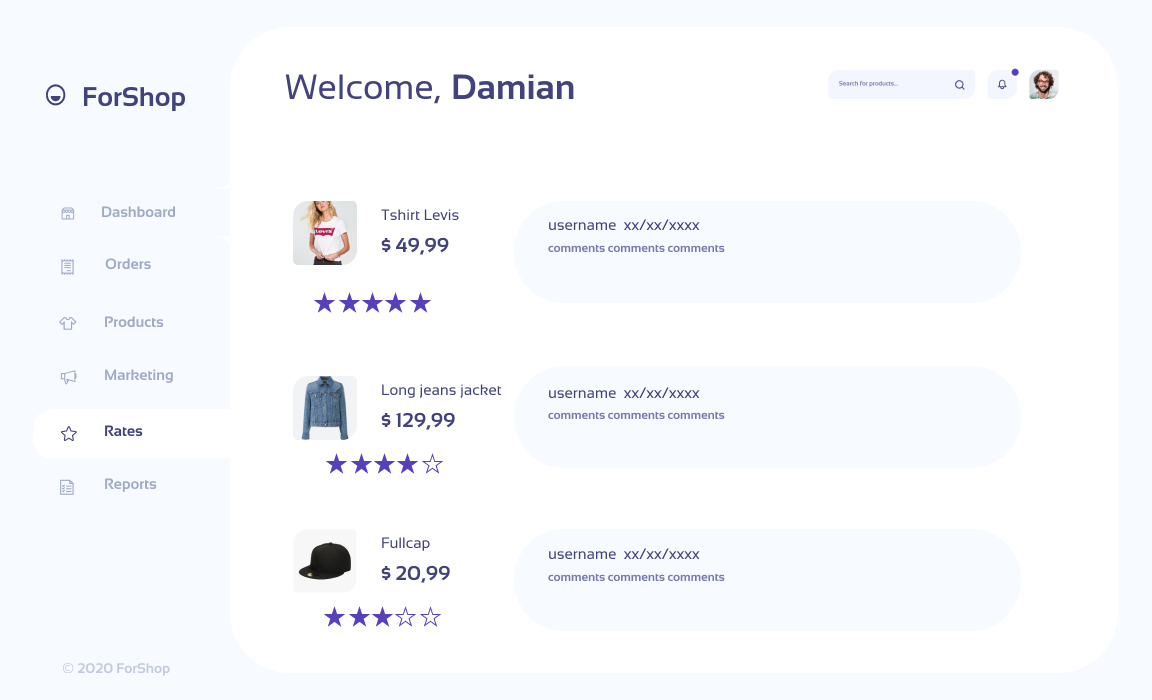 ForShop
Welcome, Damian
Search for products...
Dashboard
Orders
Products
Marketing
Rates
Reports
Tshirt Levis
$ 49,99
Levi's
username xx/xx/xxxx
comments comments comments
Long jeans jacket
$ 129,99
username xx/xx/xxxx
comments comments comments
Fullcap
$ 20,99
username xx/xx/xxxx
comments comments comments
© 2020 ForShop